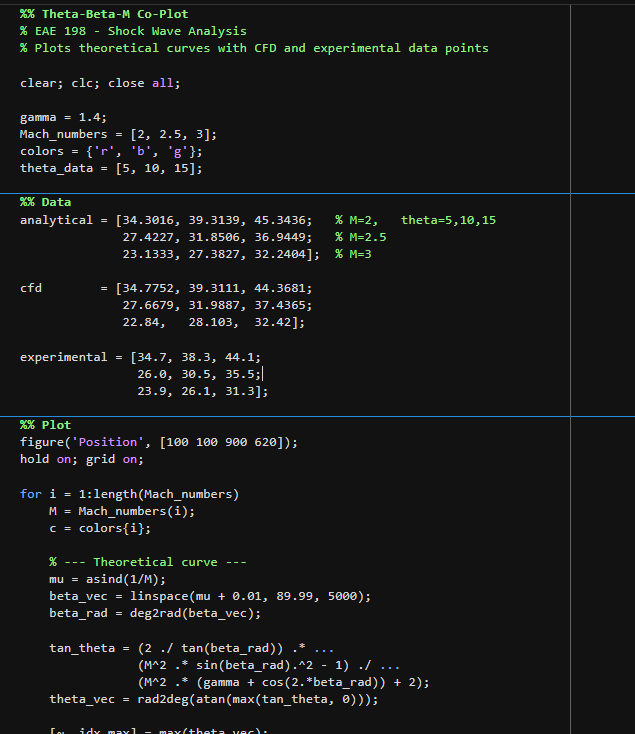 %% Theta-Beta-M Co-Plot
% EAE 198 - Shock Wave Analysis
% Plots theoretical curves with CFD and experimental data points
clear; clc; close all;
gamma = 1.4;
Mach_numbers = [2, 2.5, 3];
colors = {'r', 'b', 'g'};
theta_data = [5, 10, 15];
%% Data
analytical = [34.3016, 39.3139, 45.3436;   % M=2,   theta=5,10,15
              27.4227, 31.8506, 36.9449;   % M=2.5
              23.1333, 27.3827, 32.2404];  % M=3
cfd        = [34.7752, 39.3111, 44.3681;
              27.6679, 31.9887, 37.4365;
              22.84,   28.103,  32.42];
experimental = [34.7, 38.3, 44.1;
                26.0, 30.5, 35.5;
                23.9, 26.1, 31.3];
%% Plot
figure('Position', [100 100 900 620]);
hold on; grid on;
for i = 1:length(Mach_numbers)
    M = Mach_numbers(i);
    c = colors{i};
    % --- Theoretical curve ---
    mu = asind(1/M);
    beta_vec = linspace(mu + 0.01, 89.99, 5000);
    beta_rad = deg2rad(beta_vec);
    tan_theta = (2 ./ tan(beta_rad)) .* ...
                (M^2 .* sin(beta_rad).^2 - 1) ./ ...
                (M^2 .* (gamma + cos(2.*beta_rad)) + 2);
    theta_vec = rad2deg(atan(max(tan_theta, 0)));
    [~, idx_max] = max(theta_vec);